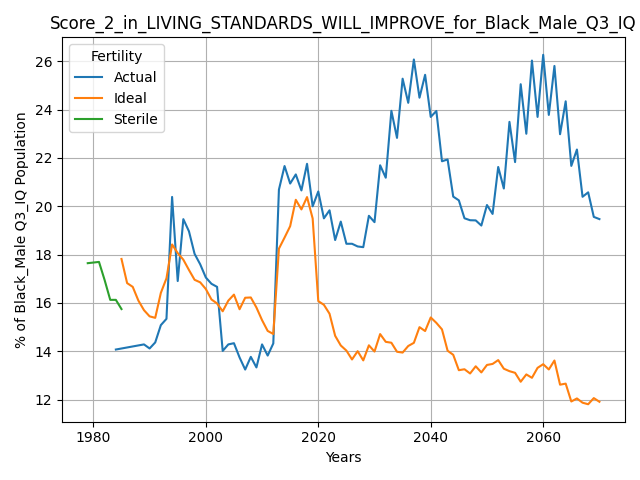 Score_2_in_LIVING_STANDARDS_WILL_IMPROVE_for_Black_Male_Q3_IQ
Fertility
Actual
Ideal
Sterile
% of Black_Male Q3_IQ Population
26
24
22
20
18
16
14
12
1980
2000
2020
2040
2060
Years